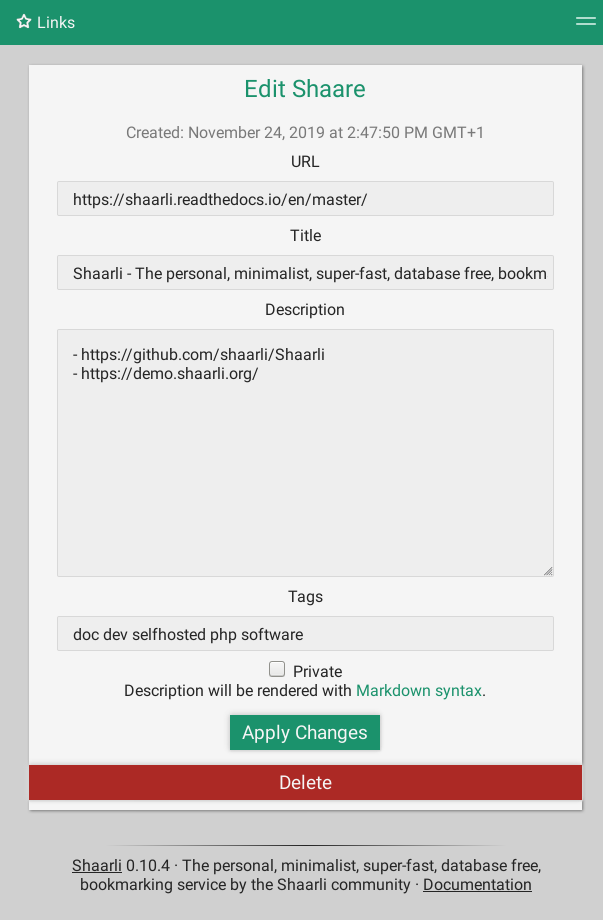 Links
Edit Shaare
Created: November 24, 2019 at 2:47:50 PM GMT+1
URL
https://shaarli.readthedocs.io/en/master/
Title
Shaarli - The personal, minimalist, super-fast, database free, bookm
Description
- https://github.com/shaarli/Shaarli
- https://demo.shaarli.org/
Tags
doc dev selfhosted php software
Private
Description will be rendered with Markdown syntax.
Apply Changes
Delete
Shaarli 0.10.4 · The personal, minimalist, super-fast, database free,
bookmarking service by the Shaarli community · Documentation